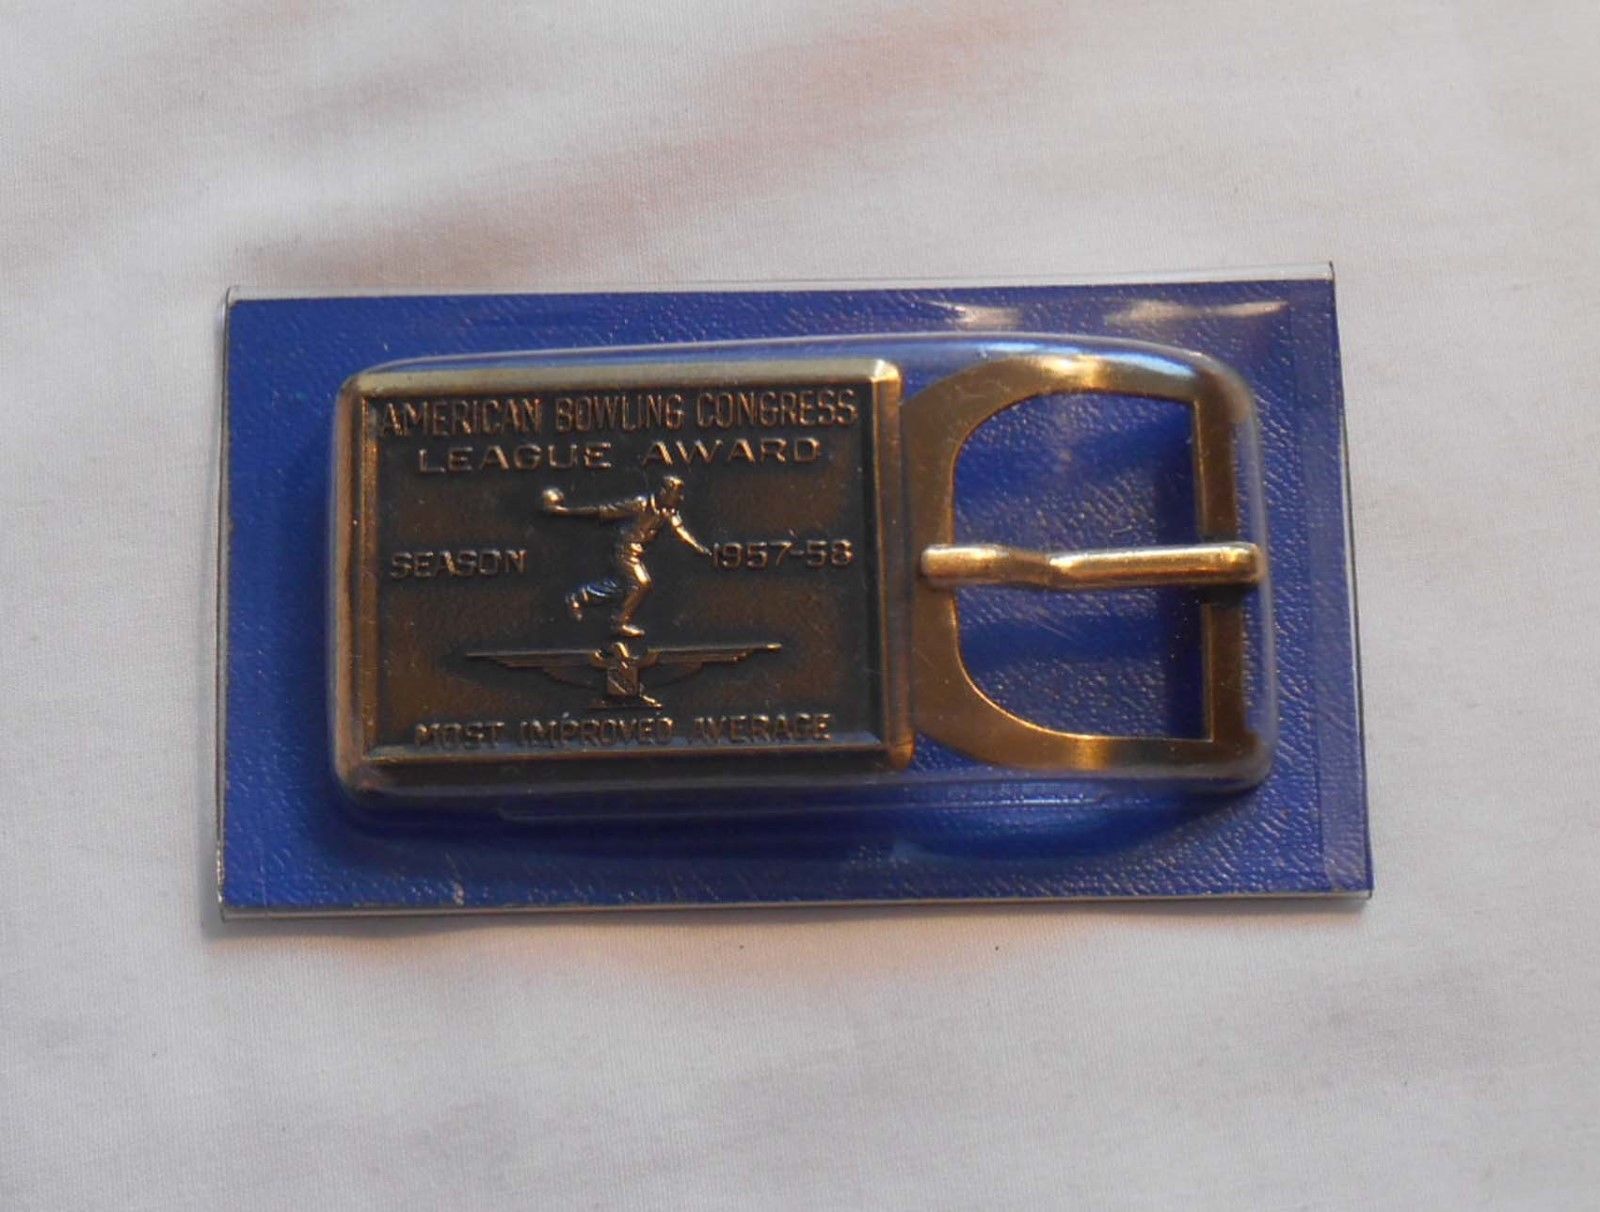 AMERICAN BOWLING CONGRESS
LEAGUE AWARD
SEASON 1957-58
MOST IMPROVED AVERAGE